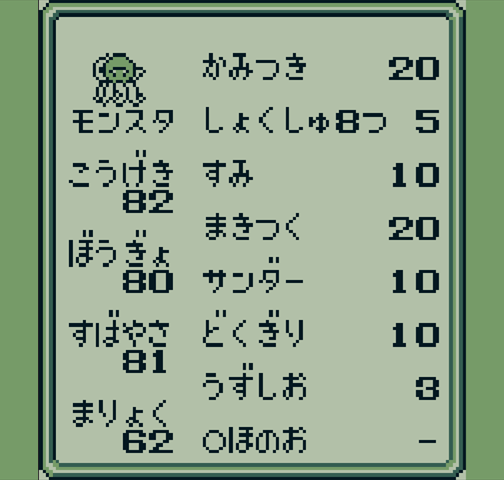 かみつき 20
モンスタ しょくしゅ8つ 5
こうげき すみ 10
82
まきつく 20
ぼうぎょ
80 サンダー 10
すばやさ どくぎり 10
81
うずしお 3
まりょく
62 ○ほのお -